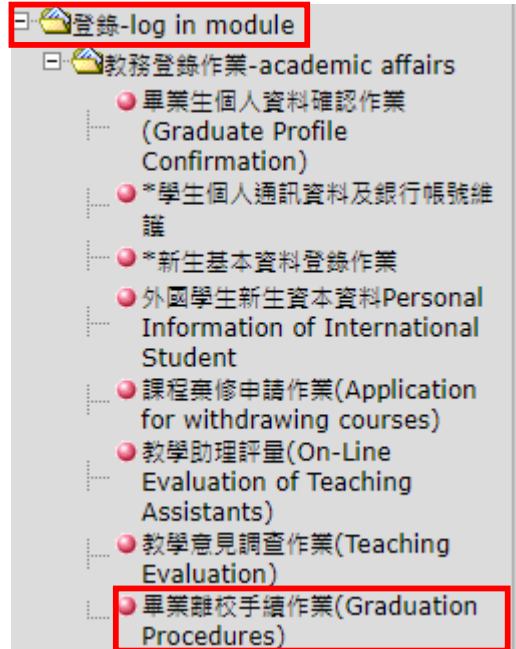 登錄-log in module
教務登錄作業-academic affairs
畢業生個人資料確認作業
(Graduate Profile
Confirmation)
*學生個人通訊資料及銀行帳號維
護
*新生基本資料登錄作業
外國學生新生資本資料Personal
Information of International
Student
課程棄修申請作業(Application
for withdrawing courses)
教學助理評量(On-Line
Evaluation of Teaching
Assistants)
教學意見調查作業(Teaching
Evaluation)
畢業離校手續作業(Graduation
Procedures)